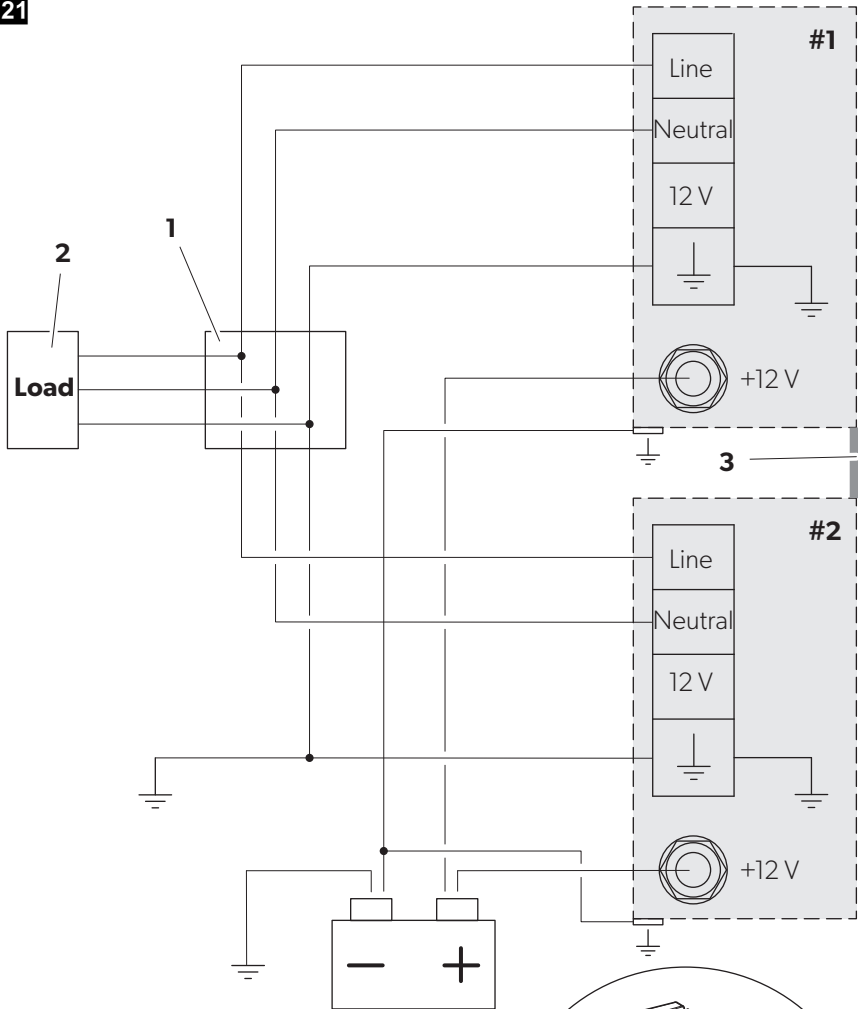 21
#1
Line
Neutral
12 V
1
2
Load
+12 V
3
#2
Line
Neutral
12 V
+12 V
− +